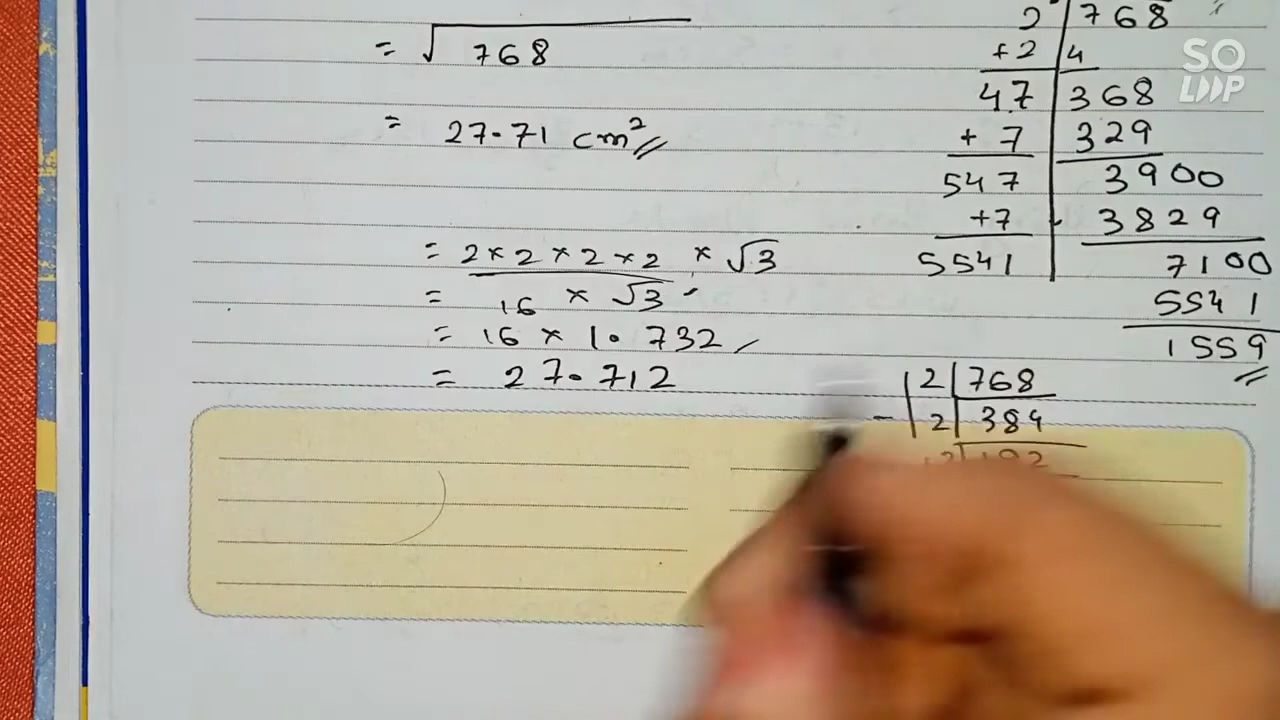 = √768
= 27.71 cm²
2 | 768
+2 | 4
47 | 368
+7 | 329
547 | 3900
+7 | 3829
5541 | 7100
5541
1559
= 2×2×2×2 × √3
= 16 × √3
= 16 × 1.732
= 27.712
2 | 768
2 | 384
2 | 192
SO
LOOP